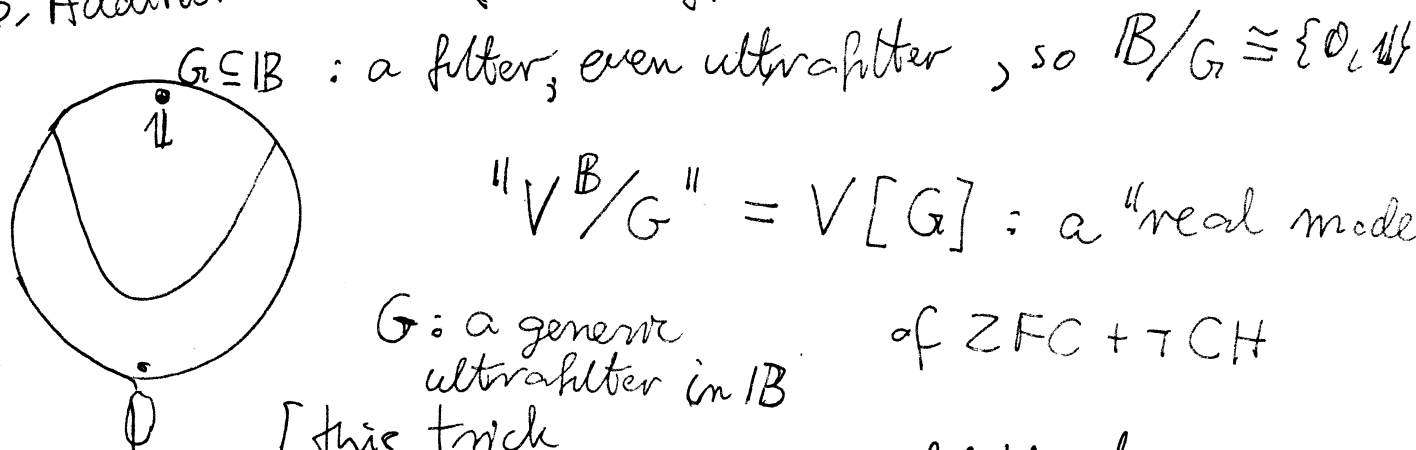 G ⊆ 𝔹 : a filter, even ultrafilter, so 𝔹/G ≅ {𝟘, 𝟙}
𝟙
"V^𝔹/G" = V[G] : a "real mode
G : a generic
of ZFC + ¬CH
ultrafilter in 𝔹
𝟘
[this trick